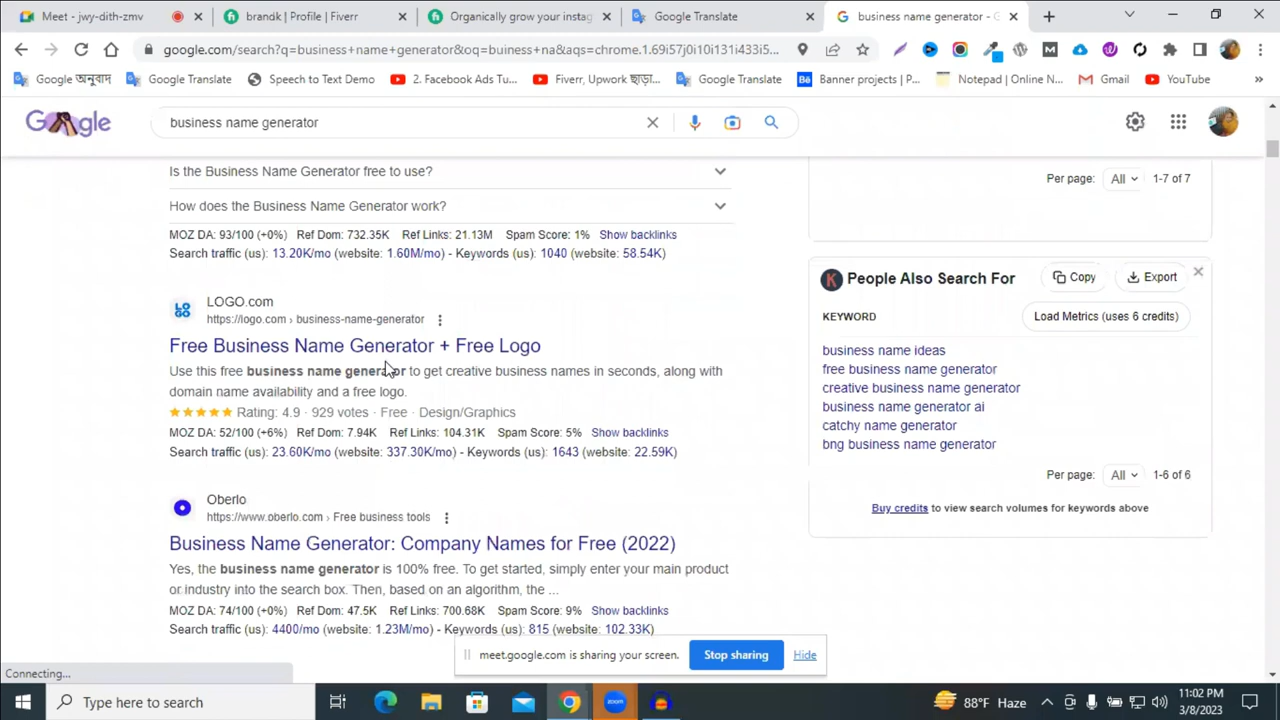 Meet - jwy-dith-zmv
brandk | Profile | Fiverr
Organically grow your instag
Google Translate
business name generator - G
google.com/search?q=business+name+generator&oq=buiness+na&aqs=chrome.1.69i57j0i10i131i433i5...
Google অনুবাদ
Google Translate
Speech to Text Demo
2. Facebook Ads Tu...
Fiverr, Upwork ছাড়া...
Google Translate
Banner projects | P...
Notepad | Online N...
Gmail
YouTube
business name generator
Is the Business Name Generator free to use?
How does the Business Name Generator work?
MOZ DA: 93/100 (+0%) Ref Dom: 732.35K Ref Links: 21.13M Spam Score: 1% Show backlinks
Search traffic (us): 13.20K/mo (website: 1.60M/mo) - Keywords (us): 1040 (website: 58.54K)
LOGO.com
https://logo.com › business-name-generator
Free Business Name Generator + Free Logo
Use this free business name generator to get creative business names in seconds, along with
domain name availability and a free logo.
Rating: 4.9 · 929 votes · Free · Design/Graphics
MOZ DA: 52/100 (+6%) Ref Dom: 7.94K Ref Links: 104.31K Spam Score: 5% Show backlinks
Search traffic (us): 23.60K/mo (website: 337.30K/mo) - Keywords (us): 1643 (website: 22.59K)
Oberlo
https://www.oberlo.com › Free business tools
Business Name Generator: Company Names for Free (2022)
Yes, the business name generator is 100% free. To get started, simply enter your main product
or industry into the search box. Then, based on an algorithm, the ...
MOZ DA: 74/100 (+0%) Ref Dom: 47.5K Ref Links: 700.68K Spam Score: 9% Show backlinks
Search traffic (us): 4400/mo (website: 1.23M/mo) - Keywords (us): 815 (website: 102.33K)
Per page: All 1-7 of 7
People Also Search For
Copy
Export
KEYWORD
Load Metrics (uses 6 credits)
business name ideas
free business name generator
creative business name generator
business name generator ai
catchy name generator
bng business name generator
Per page: All 1-6 of 6
Buy credits to view search volumes for keywords above
meet.google.com is sharing your screen.
Stop sharing
Hide
Connecting...
Type here to search
zoom
88°F Haze
11:02 PM
3/8/2023